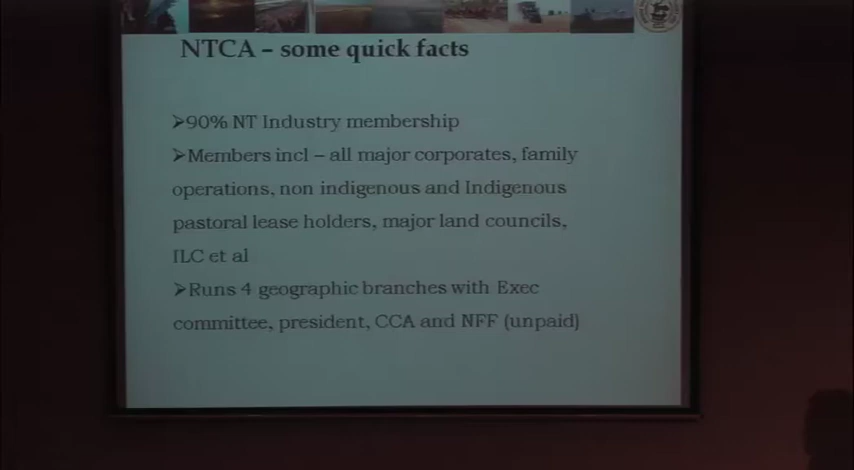 NTCA – some quick facts
➢90% NT Industry membership
➢Members incl – all major corporates, family
operations, non indigenous and Indigenous
pastoral lease holders, major land councils,
ILC et al
➢Runs 4 geographic branches with Exec
committee, president, CCA and NFF (unpaid)